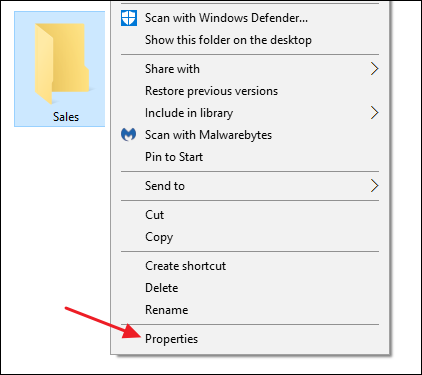 Scan with Windows Defender...
Show this folder on the desktop
Share with
Restore previous versions
Include in library
Scan with Malwarebytes
Pin to Start
Send to
Cut
Copy
Create shortcut
Delete
Rename
Properties
Sales